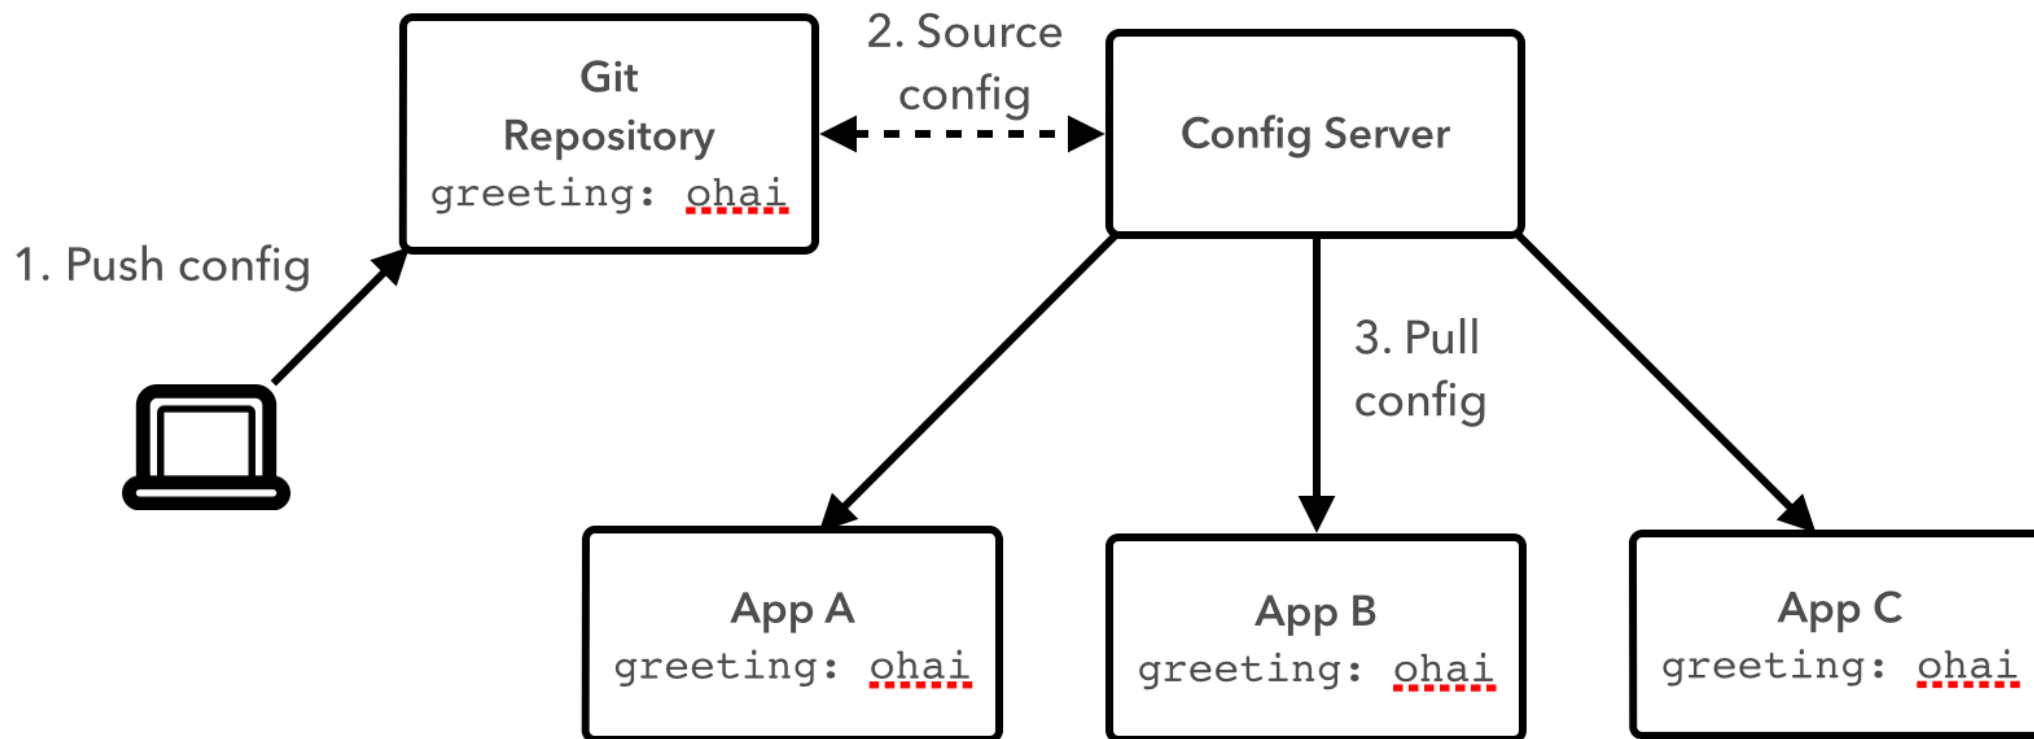 Git
Repository
greeting: ohai
2. Source
config
Config Server
1. Push config
3. Pull
config
App A
greeting: ohai
App B
greeting: ohai
App C
greeting: ohai